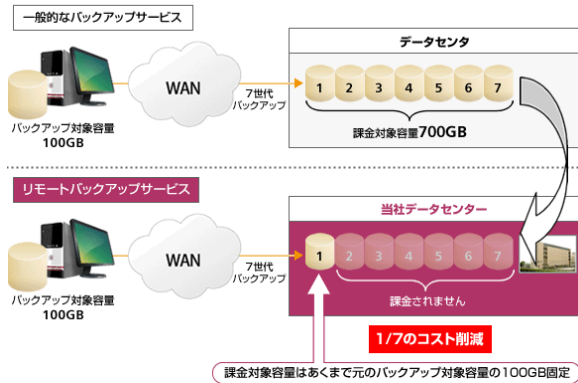 一般的なバックアップサービス
データセンタ
WAN
7世代
バックアップ
1 2 3 4 5 6 7
バックアップ対象容量
100GB
課金対象容量700GB
リモートバックアップサービス
当社データセンター
WAN
7世代
バックアップ
1 2 3 4 5 6 7
課金されません
バックアップ対象容量
100GB
1/7のコスト削減
課金対象容量はあくまで元のバックアップ対象容量の100GB固定